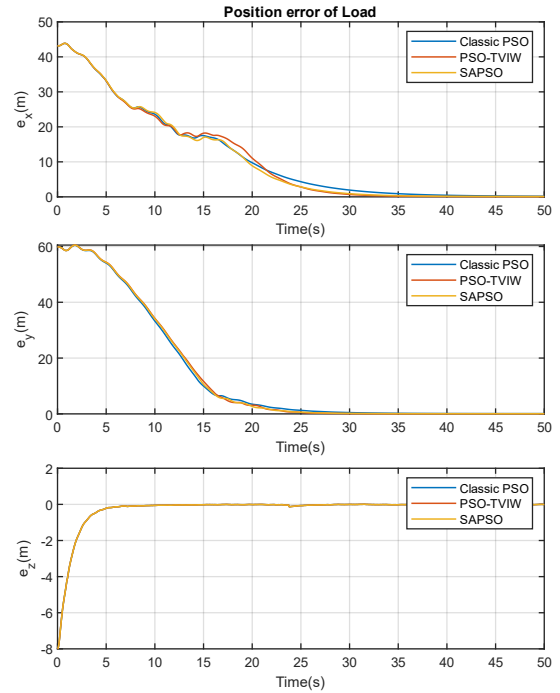 Position error of Load
e_x(m)
50
40
30
20
10
0
Classic PSO
PSO-TVIW
SAPSO
0 5 10 15 20 25 30 35 40 45 50
Time(s)
e_y(m)
60
40
20
0
Classic PSO
PSO-TVIW
SAPSO
0 5 10 15 20 25 30 35 40 45 50
Time(s)
e_z(m)
2
0
-2
-4
-6
-8
Classic PSO
PSO-TVIW
SAPSO
0 5 10 15 20 25 30 35 40 45 50
Time(s)